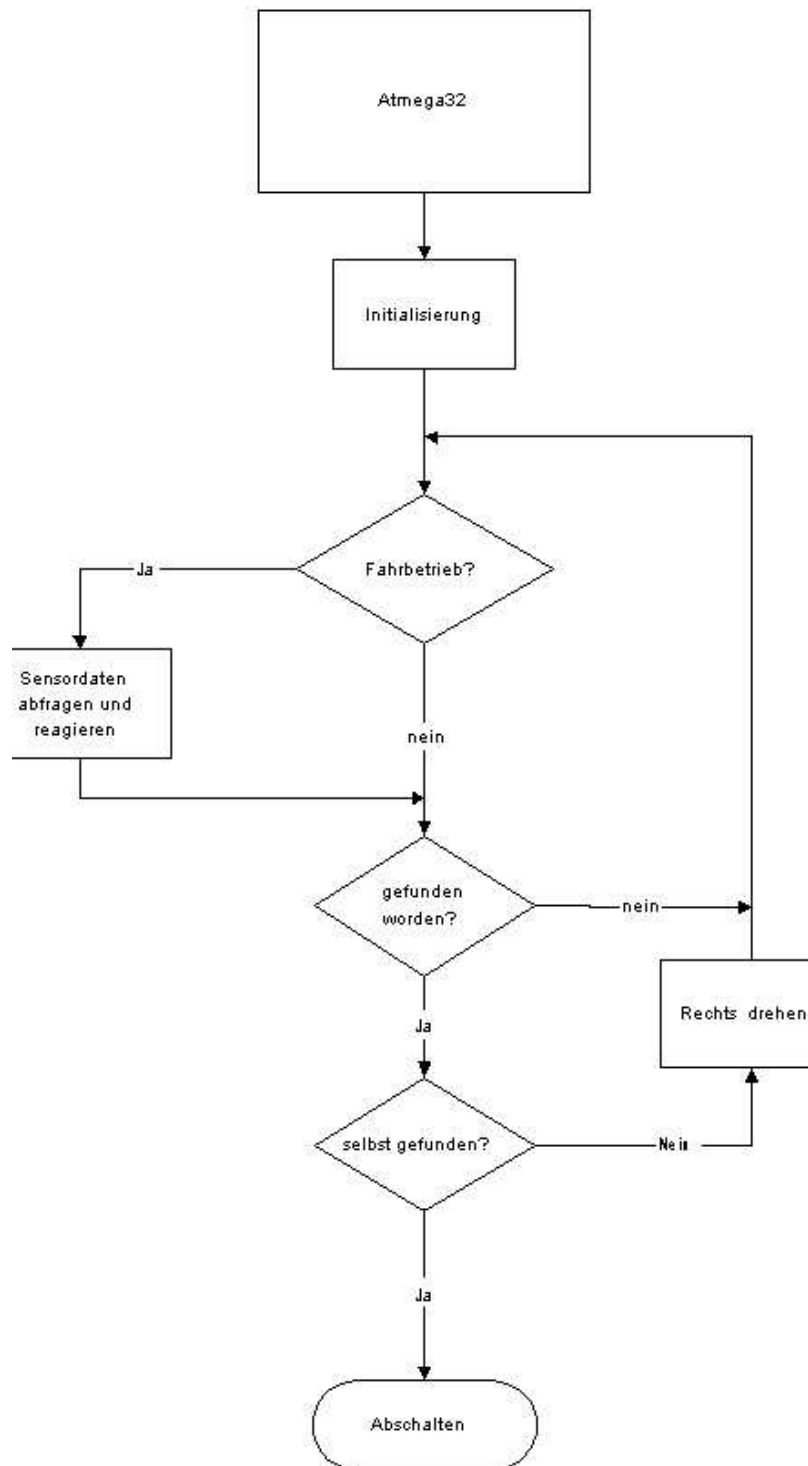 Atmega32
Initialisierung
Fahrbetrieb?
Ja
Sensordaten
abfragen und
reagieren
nein
gefunden
worden?
nein
Rechts drehen
Ja
selbst gefunden?
Nein
Ja
Abschalten